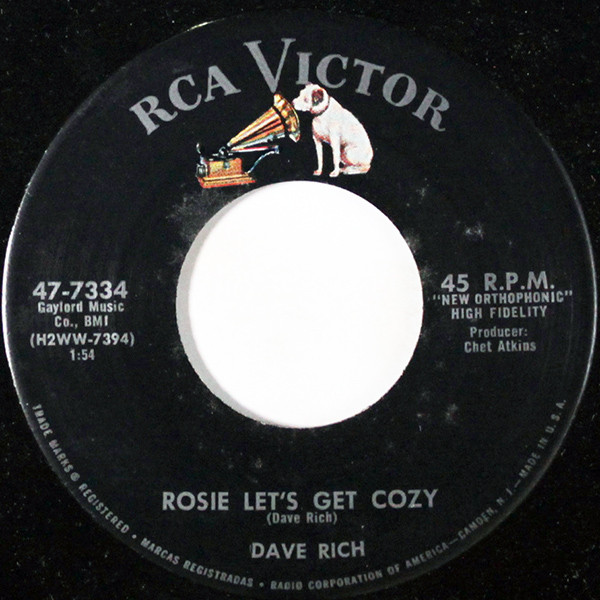 RCA VICTOR
47-7334
Gaylord Music
Co., BMI
(H2WW-7394)
1:54
45 R.P.M.
"NEW ORTHOPHONIC"
HIGH FIDELITY
Producer:
Chet Atkins
ROSIE LET'S GET COZY
(Dave Rich)
DAVE RICH
TRADE MARKS ® REGISTERED • MARCAS REGISTRADAS • RADIO CORPORATION OF AMERICA—CAMDEN, N. J.—MADE IN U.S.A.